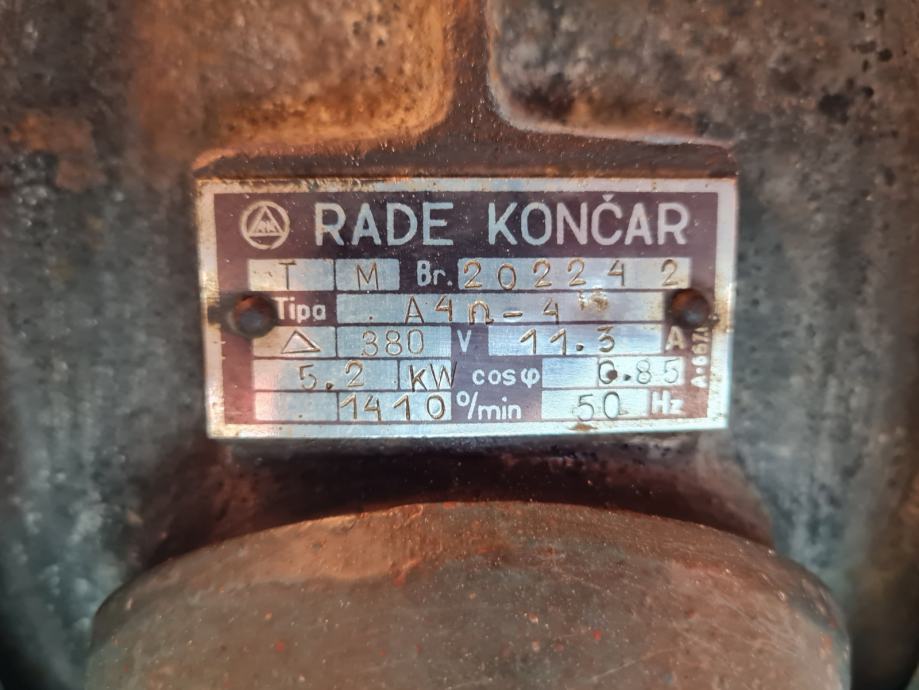 RADE KONČAR
T M Br. 202242
Tipa A4n-4
△ 380 V 11.3 A
5.2 kW cosφ 0.85
1410 º/min 50 Hz